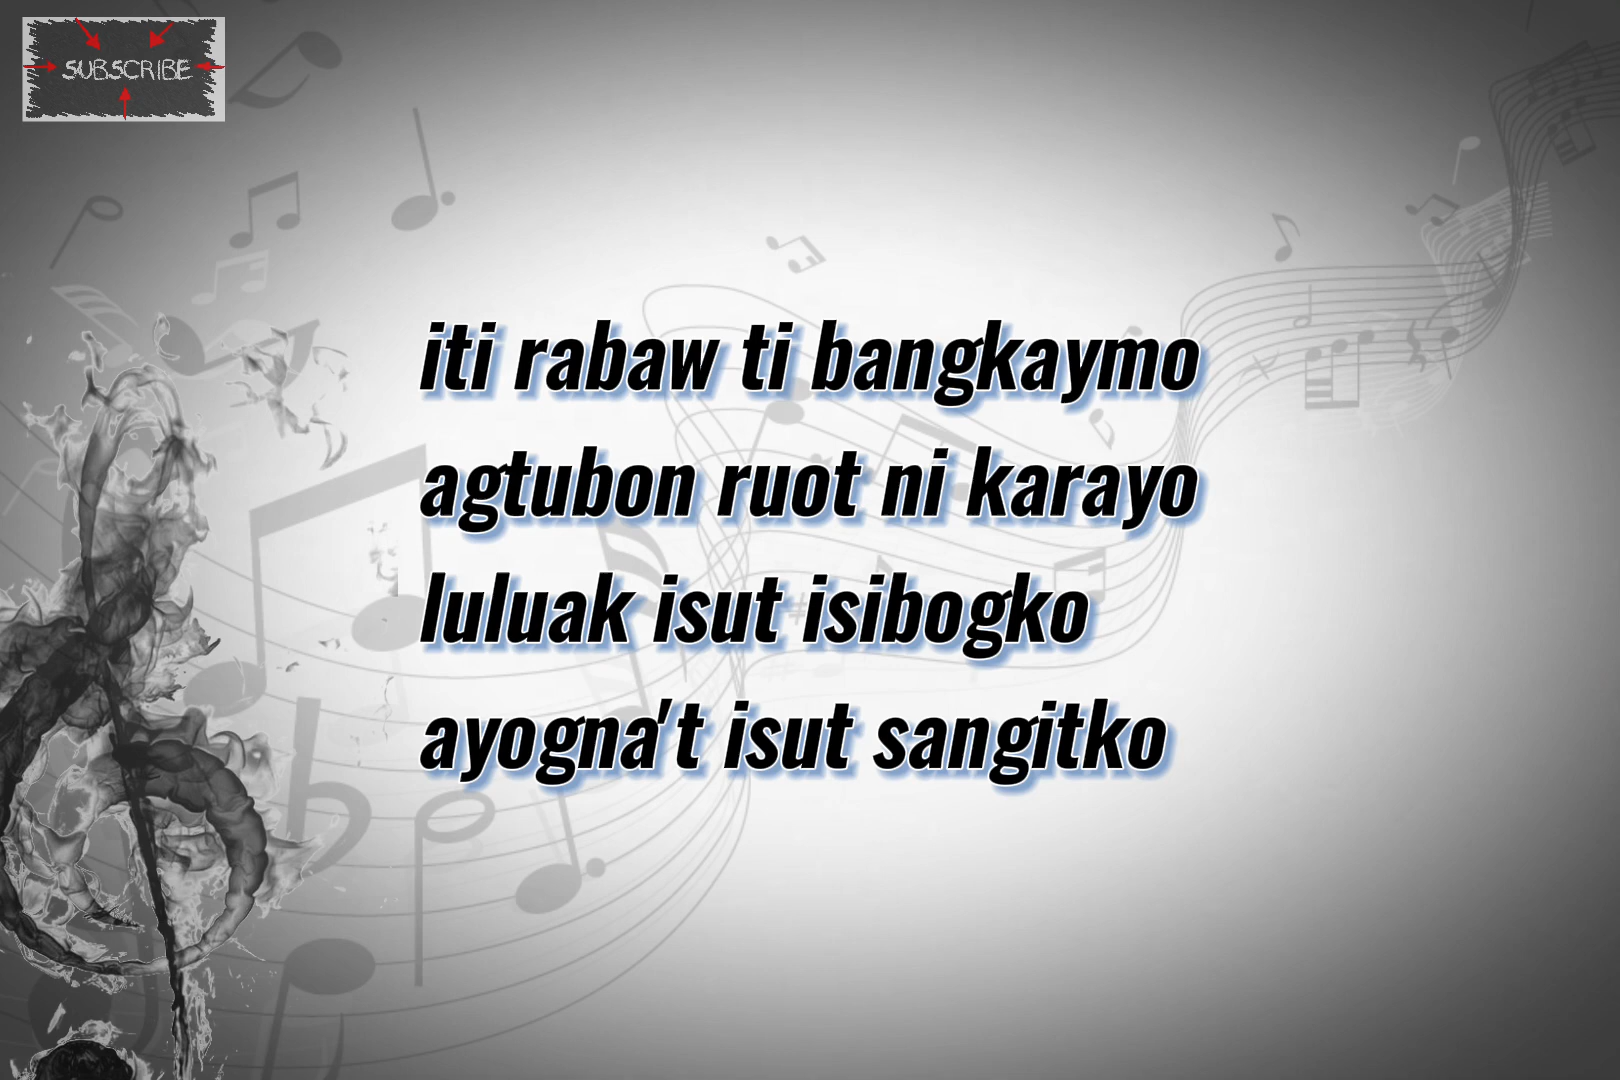 SUBSCRIBE
iti rabaw ti bangkaymo
agtubon ruot ni karayo
luluak isut isibogko
ayogna't isut sangitko